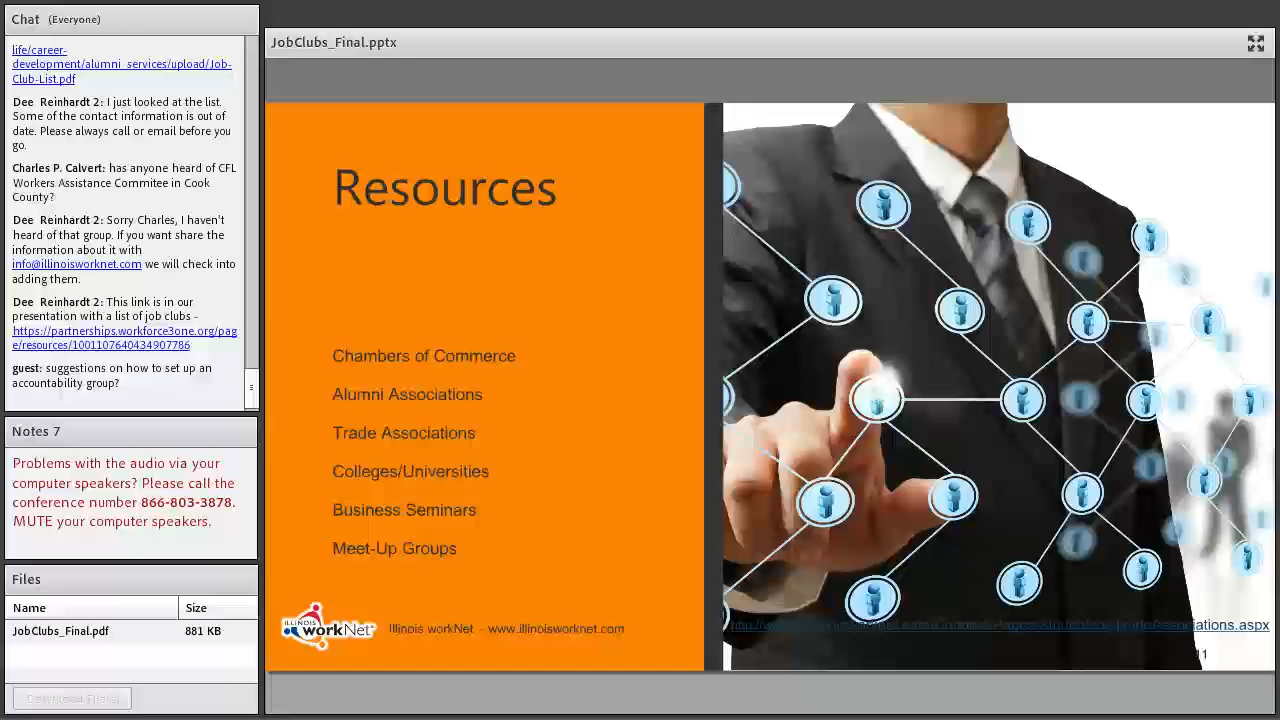 Chat (Everyone)
life/career-
development/alumni_services/upload/Job-
Club-List.pdf
Dee Reinhardt 2: I just looked at the list.
Some of the contact information is out of
date. Please always call or email before you
go.
Charles P. Calvert: has anyone heard of CFL
Workers Assistance Commitee in Cook
County?
Dee Reinhardt 2: Sorry Charles, I haven't
heard of that group. If you want share the
information about it with
info@illinoisworknet.com we will check into
adding them.
Dee Reinhardt 2: This link is in our
presentation with a list of job clubs -
https://partnerships.workforce3one.org/pag
e/resources/1001107640434907786
guest: suggestions on how to set up an
accountability group?
Notes 7
Problems with the audio via your
computer speakers? Please call the
conference number 866-803-3878.
MUTE your computer speakers.
Files
Name Size
JobClubs_Final.pdf 881 KB
Download File(s)
JobClubs_Final.pptx
Resources
Chambers of Commerce
Alumni Associations
Trade Associations
Colleges/Universities
Business Seminars
Meet-Up Groups
ILLINOIS
workNet
Illinois workNet - www.illinoisworknet.com
11